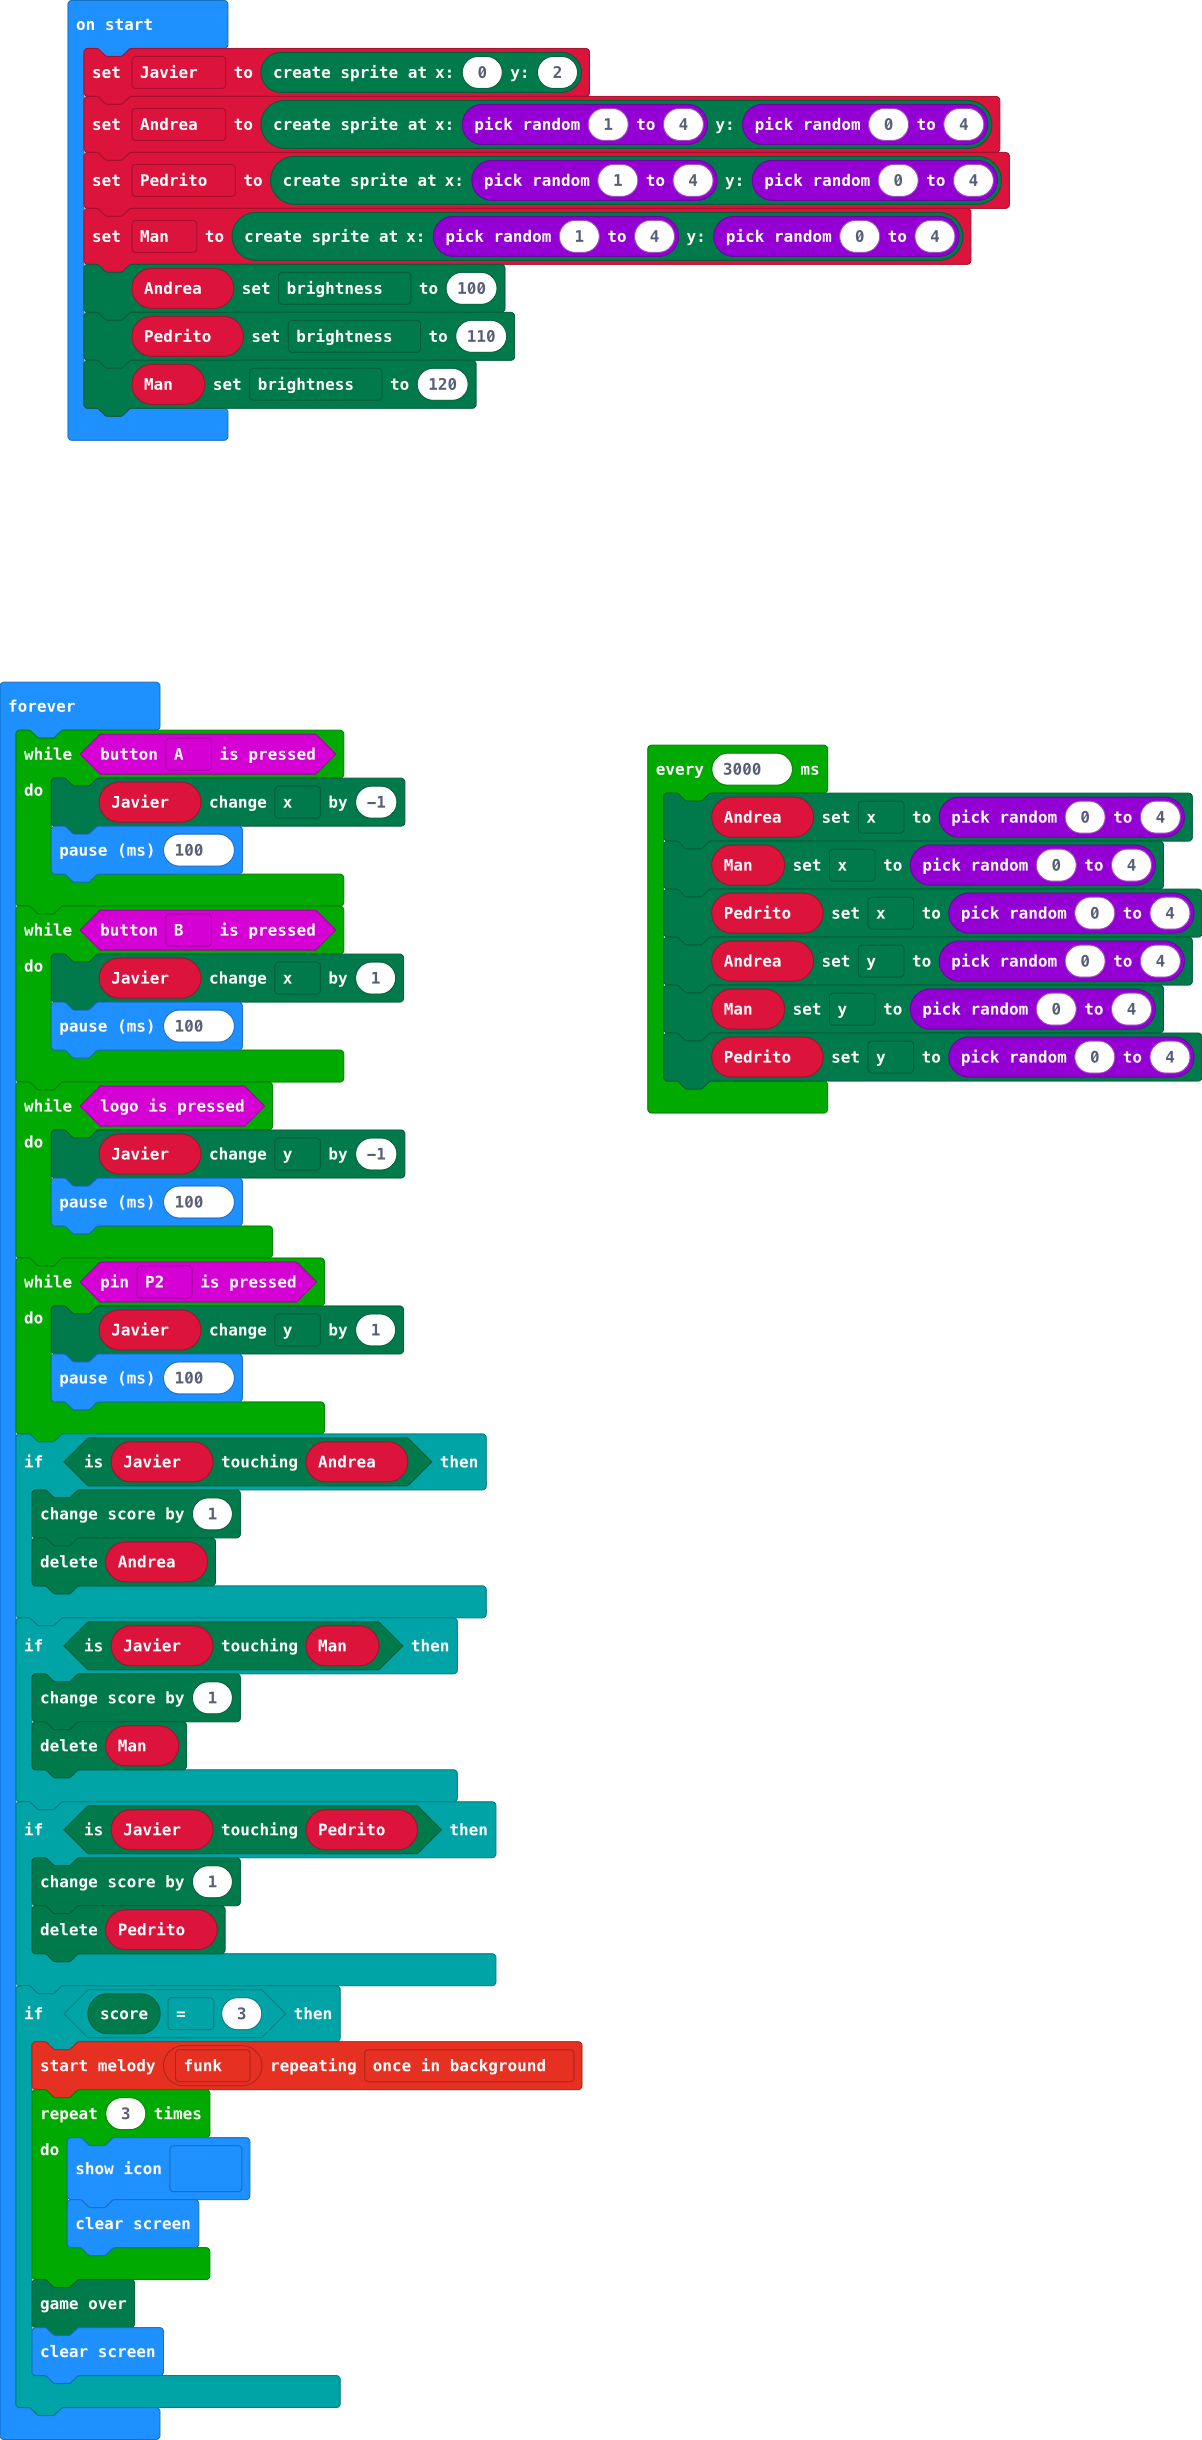 on start
set Javier to create sprite at x: 0 y: 2
set Andrea to create sprite at x: pick random 1 to 4 y: pick random 0 to 4
set Pedrito to create sprite at x: pick random 1 to 4 y: pick random 0 to 4
set Man to create sprite at x: pick random 1 to 4 y: pick random 0 to 4
Andrea set brightness to 100
Pedrito set brightness to 110
Man set brightness to 120
forever
while button A is pressed
do
Javier change x by -1
pause (ms) 100
while button B is pressed
do
Javier change x by 1
pause (ms) 100
while logo is pressed
do
Javier change y by -1
pause (ms) 100
while pin P2 is pressed
do
Javier change y by 1
pause (ms) 100
if is Javier touching Andrea then
change score by 1
delete Andrea
if is Javier touching Man then
change score by 1
delete Man
if is Javier touching Pedrito then
change score by 1
delete Pedrito
if score = 3 then
start melody funk repeating once in background
repeat 3 times
do
show icon
clear screen
game over
clear screen
every 3000 ms
Andrea set x to pick random 0 to 4
Man set x to pick random 0 to 4
Pedrito set x to pick random 0 to 4
Andrea set y to pick random 0 to 4
Man set y to pick random 0 to 4
Pedrito set y to pick random 0 to 4